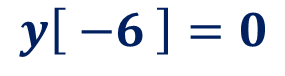 y[ −6 ] = 0